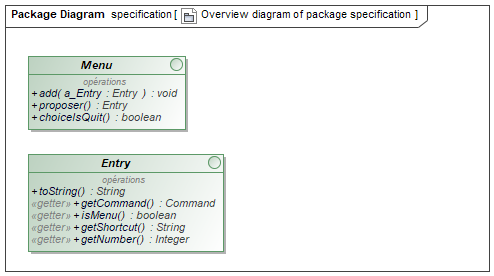 Package Diagram specification [ Overview diagram of package specification ]
Menu
opérations
+add( a_Entry : Entry ) : void
+proposer() : Entry
+choiceIsQuit() : boolean
Entry
opérations
+toString() : String
«getter» +getCommand() : Command
«getter» +isMenu() : boolean
«getter» +getShortcut() : String
«getter» +getNumber() : Integer